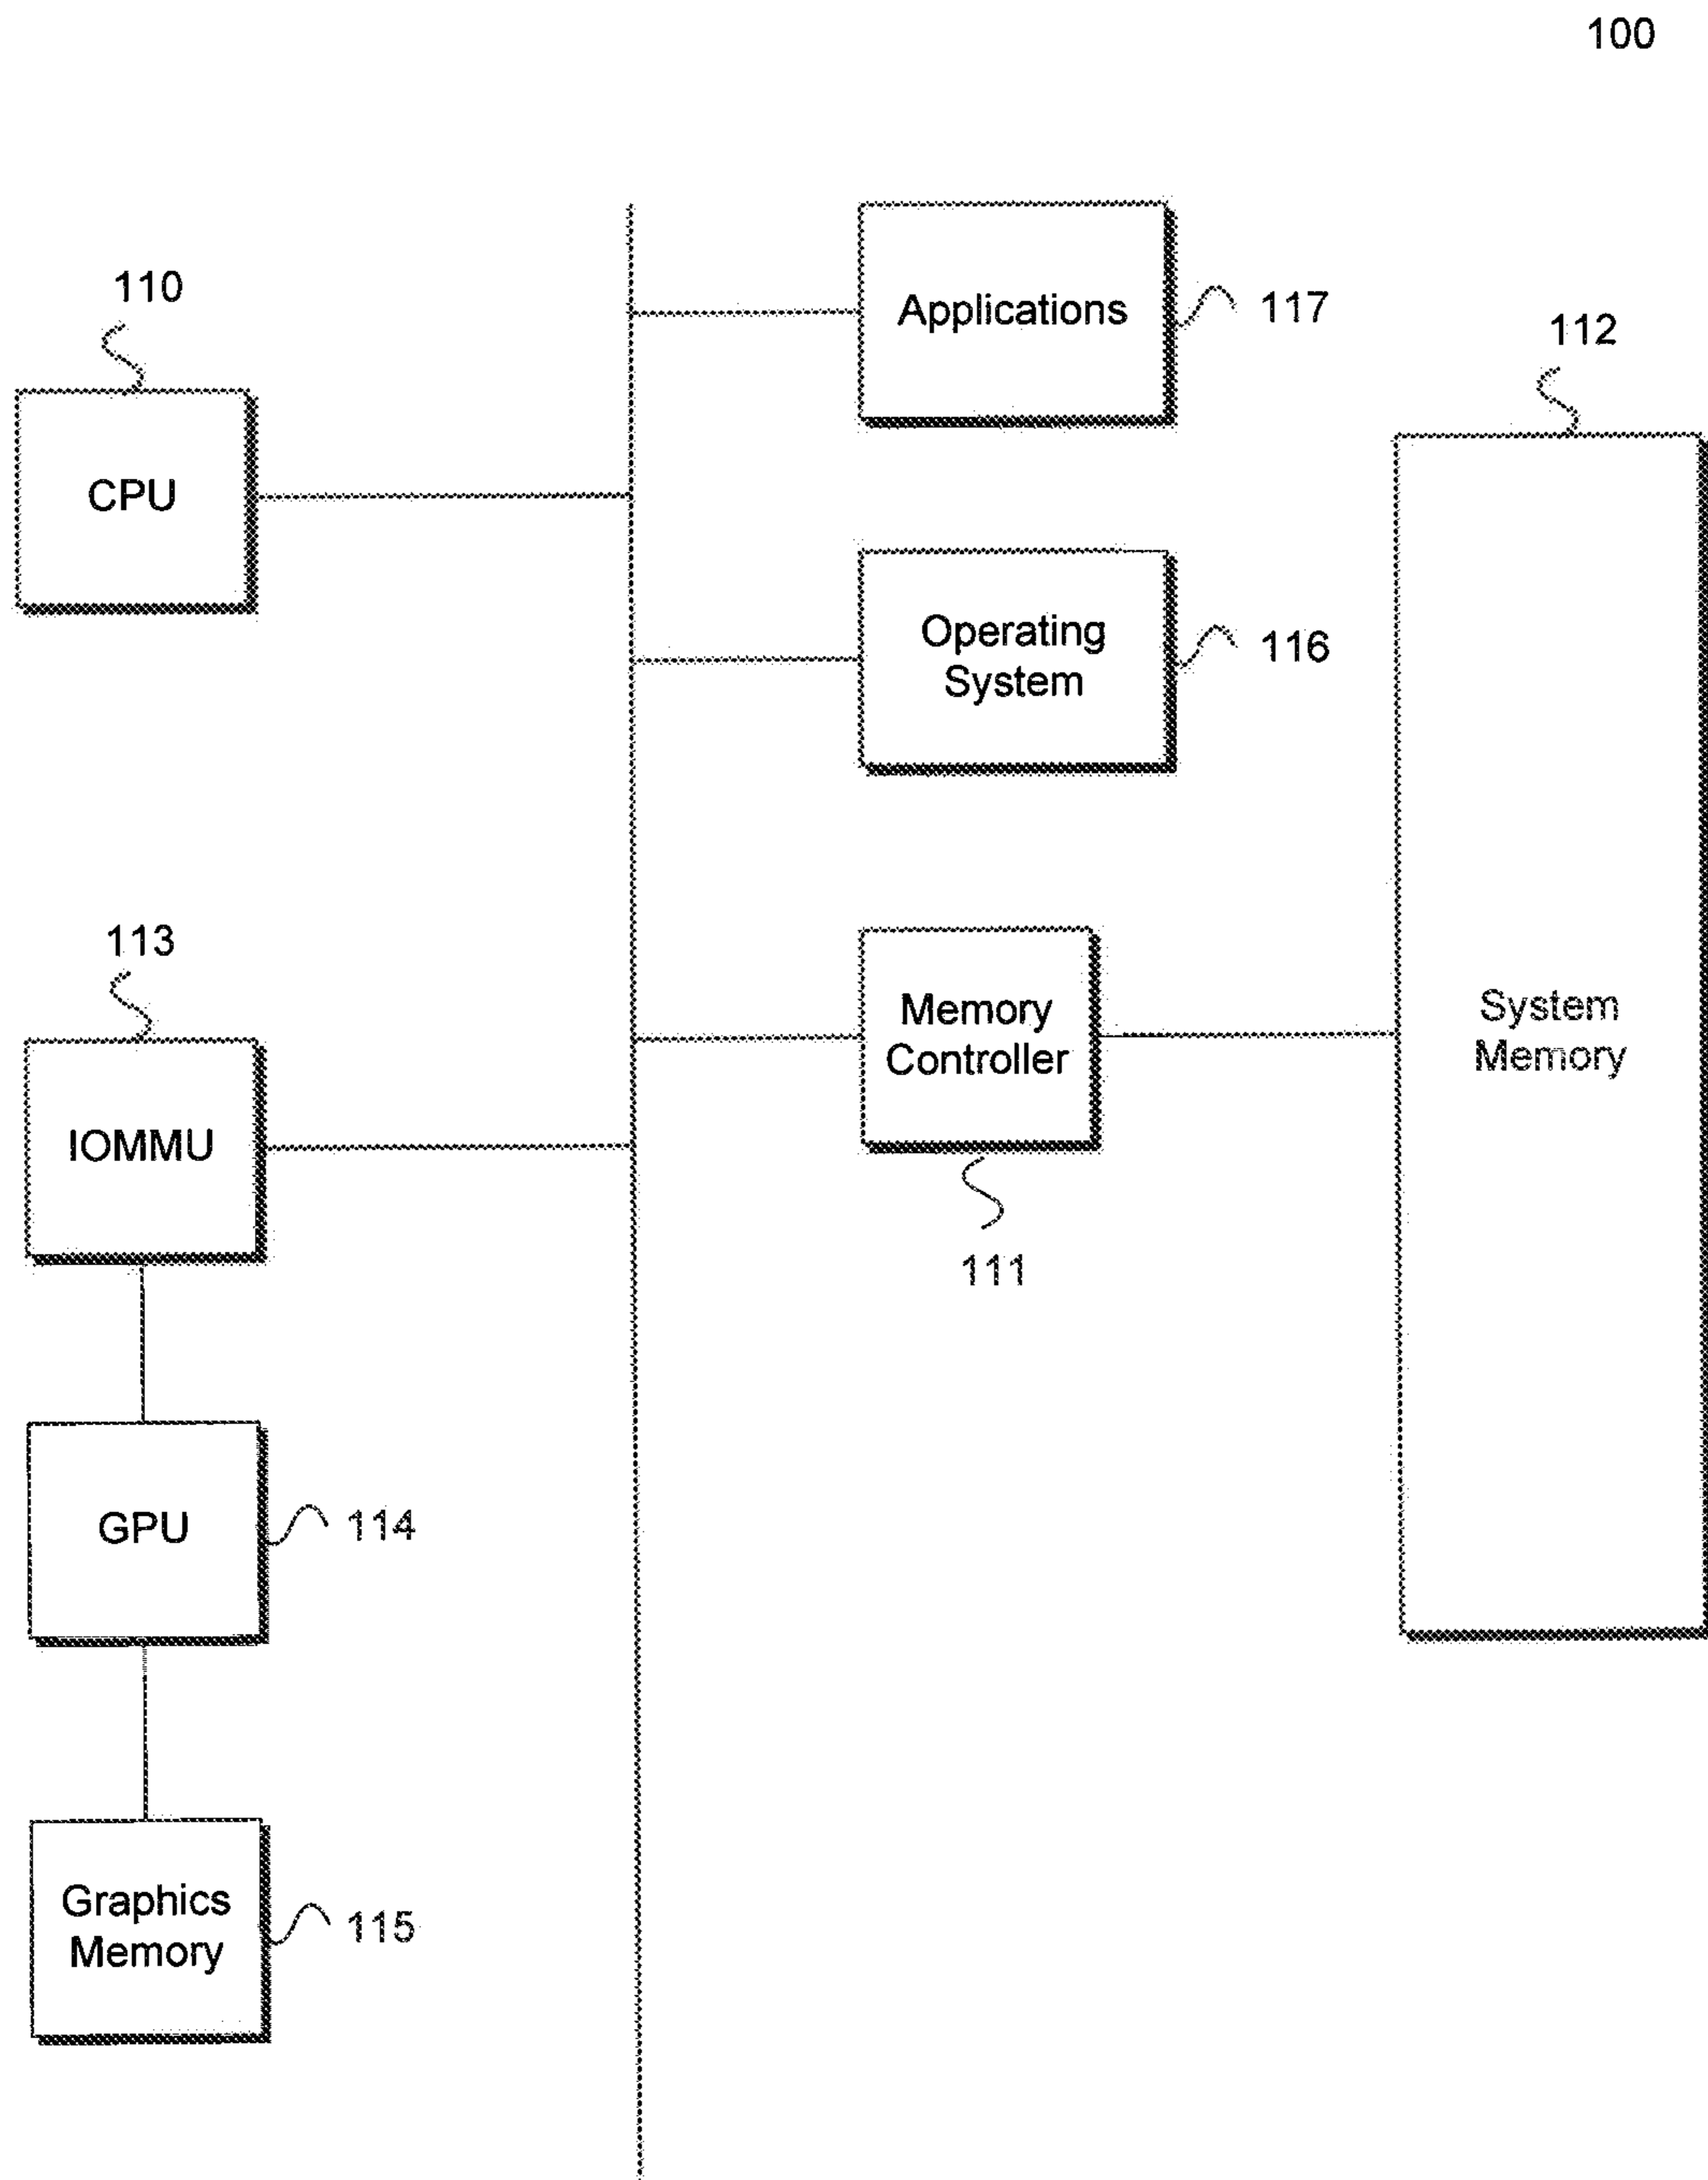 100
110
Applications
117
112
CPU
Operating
System
116
113
Memory
Controller
System
Memory
IOMMU
111
GPU
114
Graphics
Memory
115